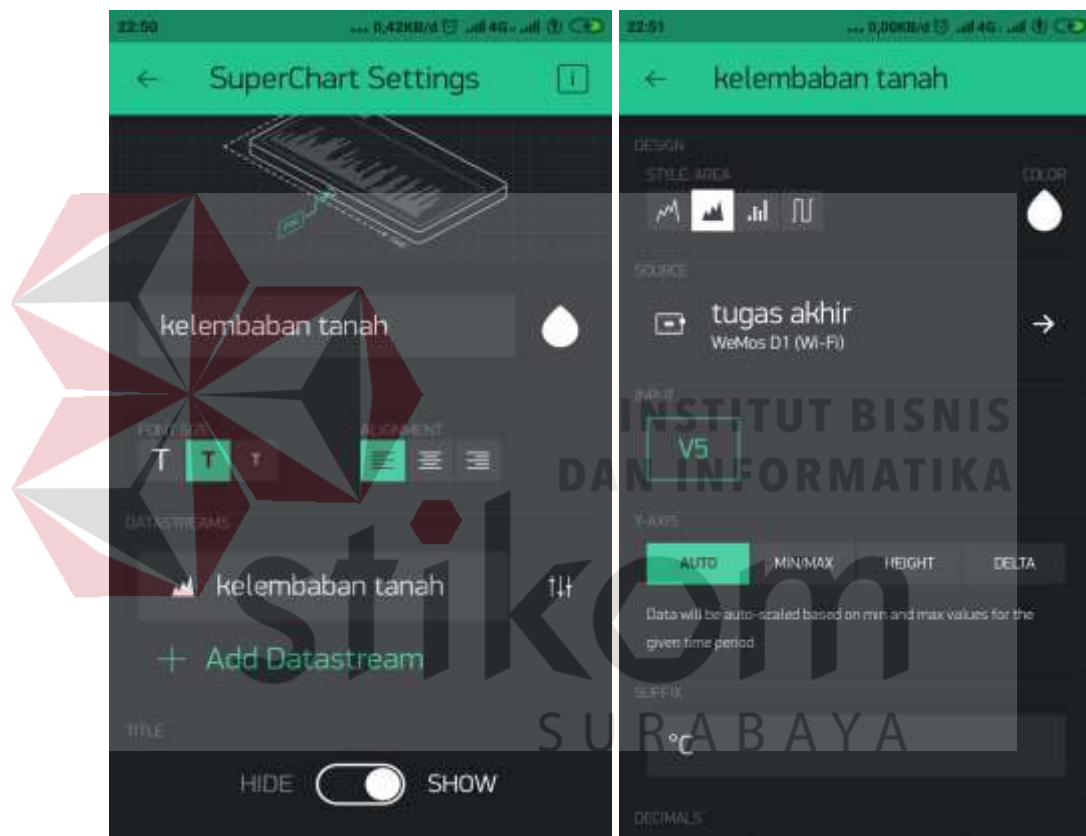 22:50
0,42KB/d 4G
SuperChart Settings
i
kelembaban tanah
FONT SIZE
ALIGNMENT
T T T
DATASTREAMS
kelembaban tanah
+ Add Datastream
TITLE
HIDE SHOW
22:51
0,00KB/d 4G
kelembaban tanah
DESIGN
STYLE: AREA
COLOR
SOURCE
tugas akhir
WeMos D1 (Wi-Fi)
INPUT
V5
Y-AXIS
AUTO MIN/MAX HEIGHT DELTA
Data will be auto-scaled based on min and max values for the
given time period
SUFFIX
°C
DECIMALS
INSTITUT BISNIS
DAN INFORMATIKA
stikom
SURABAYA